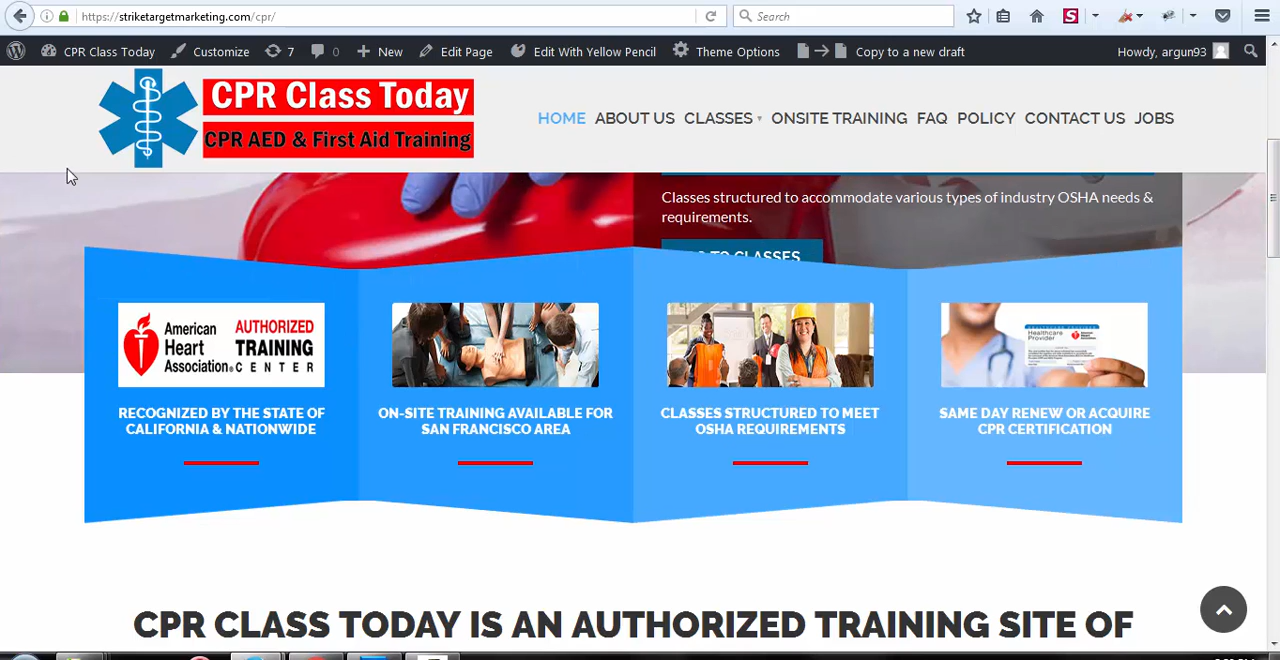 https://striketargetmarketing.com/cpr/
Search
CPR Class Today
Customize
7
0
New
Edit Page
Edit With Yellow Pencil
Theme Options
Copy to a new draft
Howdy, argun93
CPR Class Today
CPR AED & First Aid Training
HOME
ABOUT US
CLASSES
ONSITE TRAINING
FAQ
POLICY
CONTACT US
JOBS
Classes structured to accommodate various types of industry OSHA needs &
requirements.
TO CLASSES
American
Heart
Association®
AUTHORIZED
TRAINING
CENTER
Healthcare
Provider
RECOGNIZED BY THE STATE OF
CALIFORNIA & NATIONWIDE
ON-SITE TRAINING AVAILABLE FOR
SAN FRANCISCO AREA
CLASSES STRUCTURED TO MEET
OSHA REQUIREMENTS
SAME DAY RENEW OR ACQUIRE
CPR CERTIFICATION
CPR CLASS TODAY IS AN AUTHORIZED TRAINING SITE OF